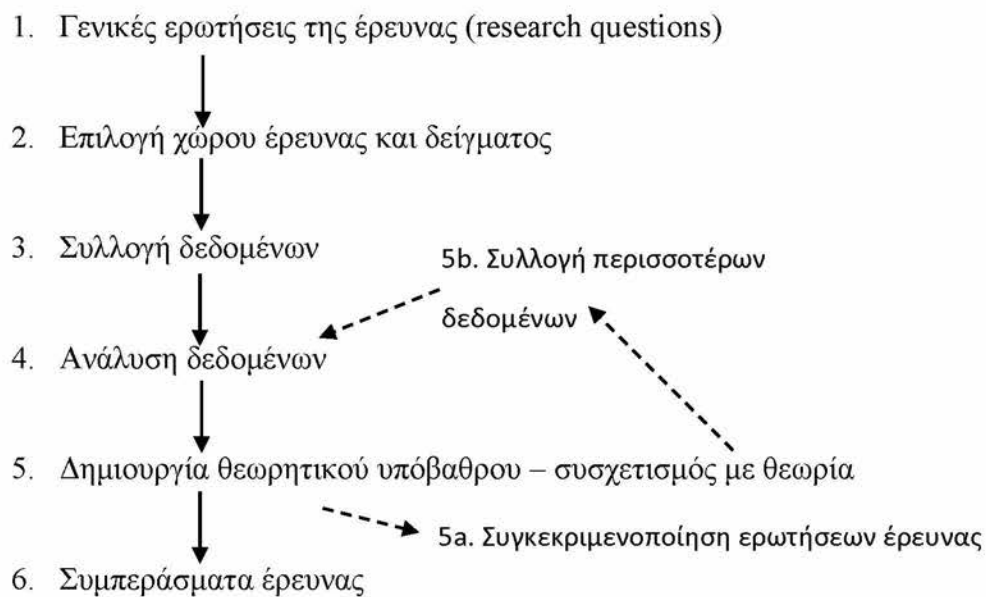 1. Γενικές ερωτήσεις της έρευνας (research questions)
2. Επιλογή χώρου έρευνας και δείγματος
3. Συλλογή δεδομένων
5b. Συλλογή περισσοτέρων
δεδομένων
4. Ανάλυση δεδομένων
5. Δημιουργία θεωρητικού υπόβαθρου – συσχετισμός με θεωρία
5a. Συγκεκριμενοποίηση ερωτήσεων έρευνας
6. Συμπεράσματα έρευνας